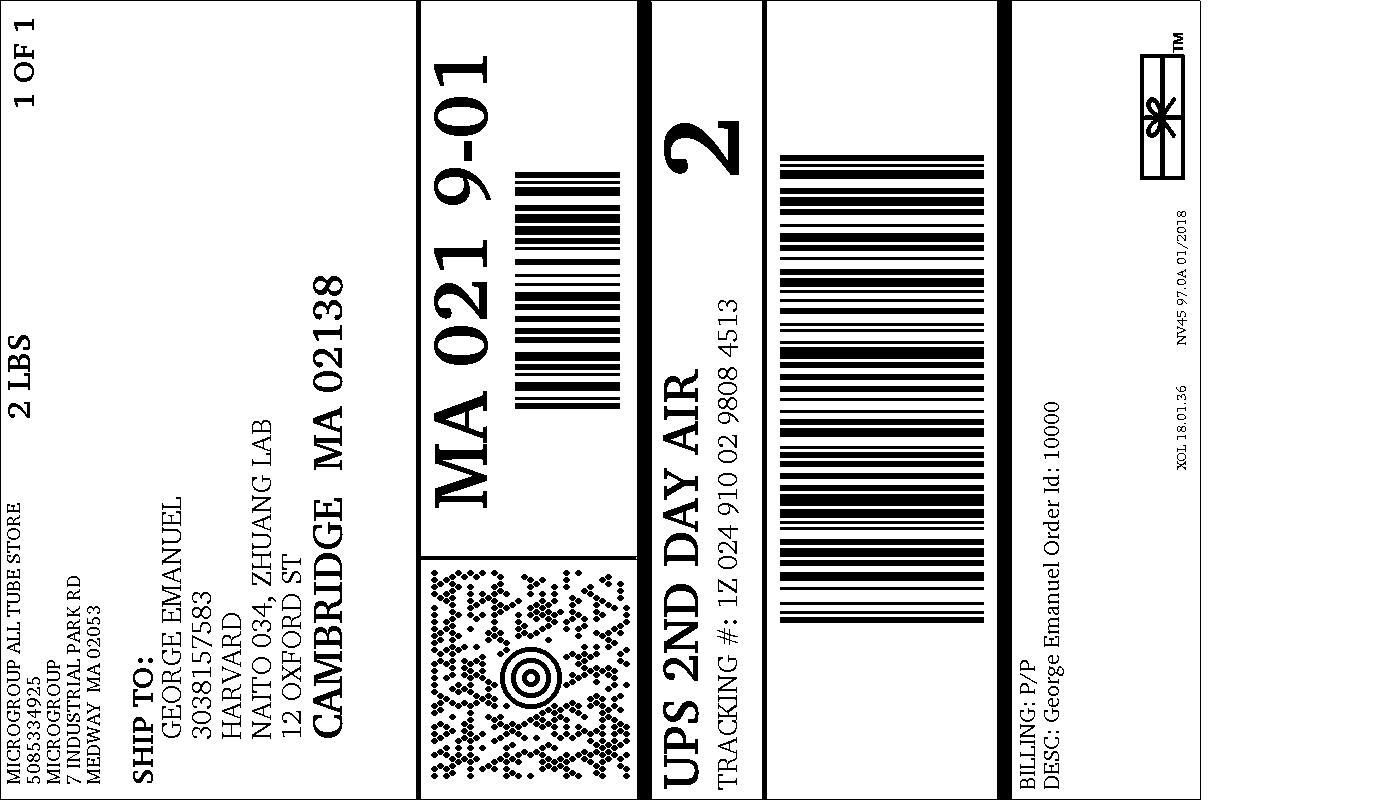 MICROGROUP ALL TUBE STORE
5085334925
MICROGROUP
7 INDUSTRIAL PARK RD
MEDWAY MA 02053
2 LBS
1 OF 1
SHIP TO:
GEORGE EMANUEL
3038157583
HARVARD
NAITO 034, ZHUANG LAB
12 OXFORD ST
CAMBRIDGE MA 02138
MA 021 9-01
UPS 2ND DAY AIR
2
TRACKING #: 1Z 024 910 02 9808 4513
BILLING: P/P
DESC: George Emanuel Order Id: 10000
XOL 18.01.36 NV45 97.0A 01/2018
TM